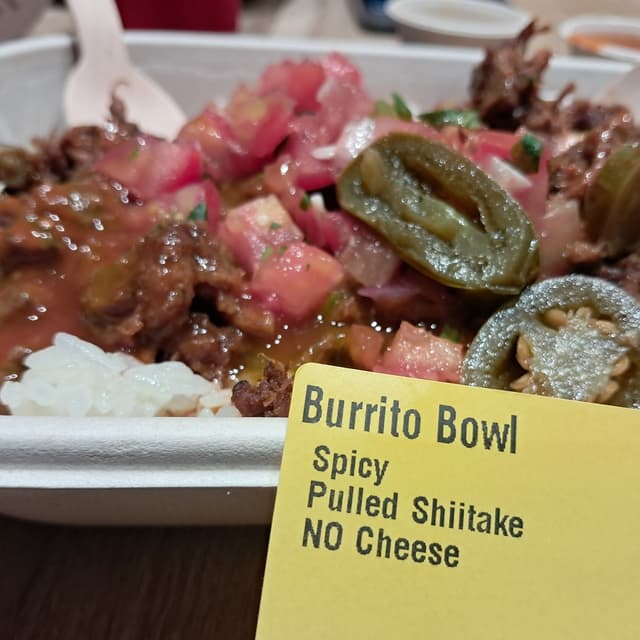 Burrito Bowl
Spicy
Pulled Shiitake
NO Cheese